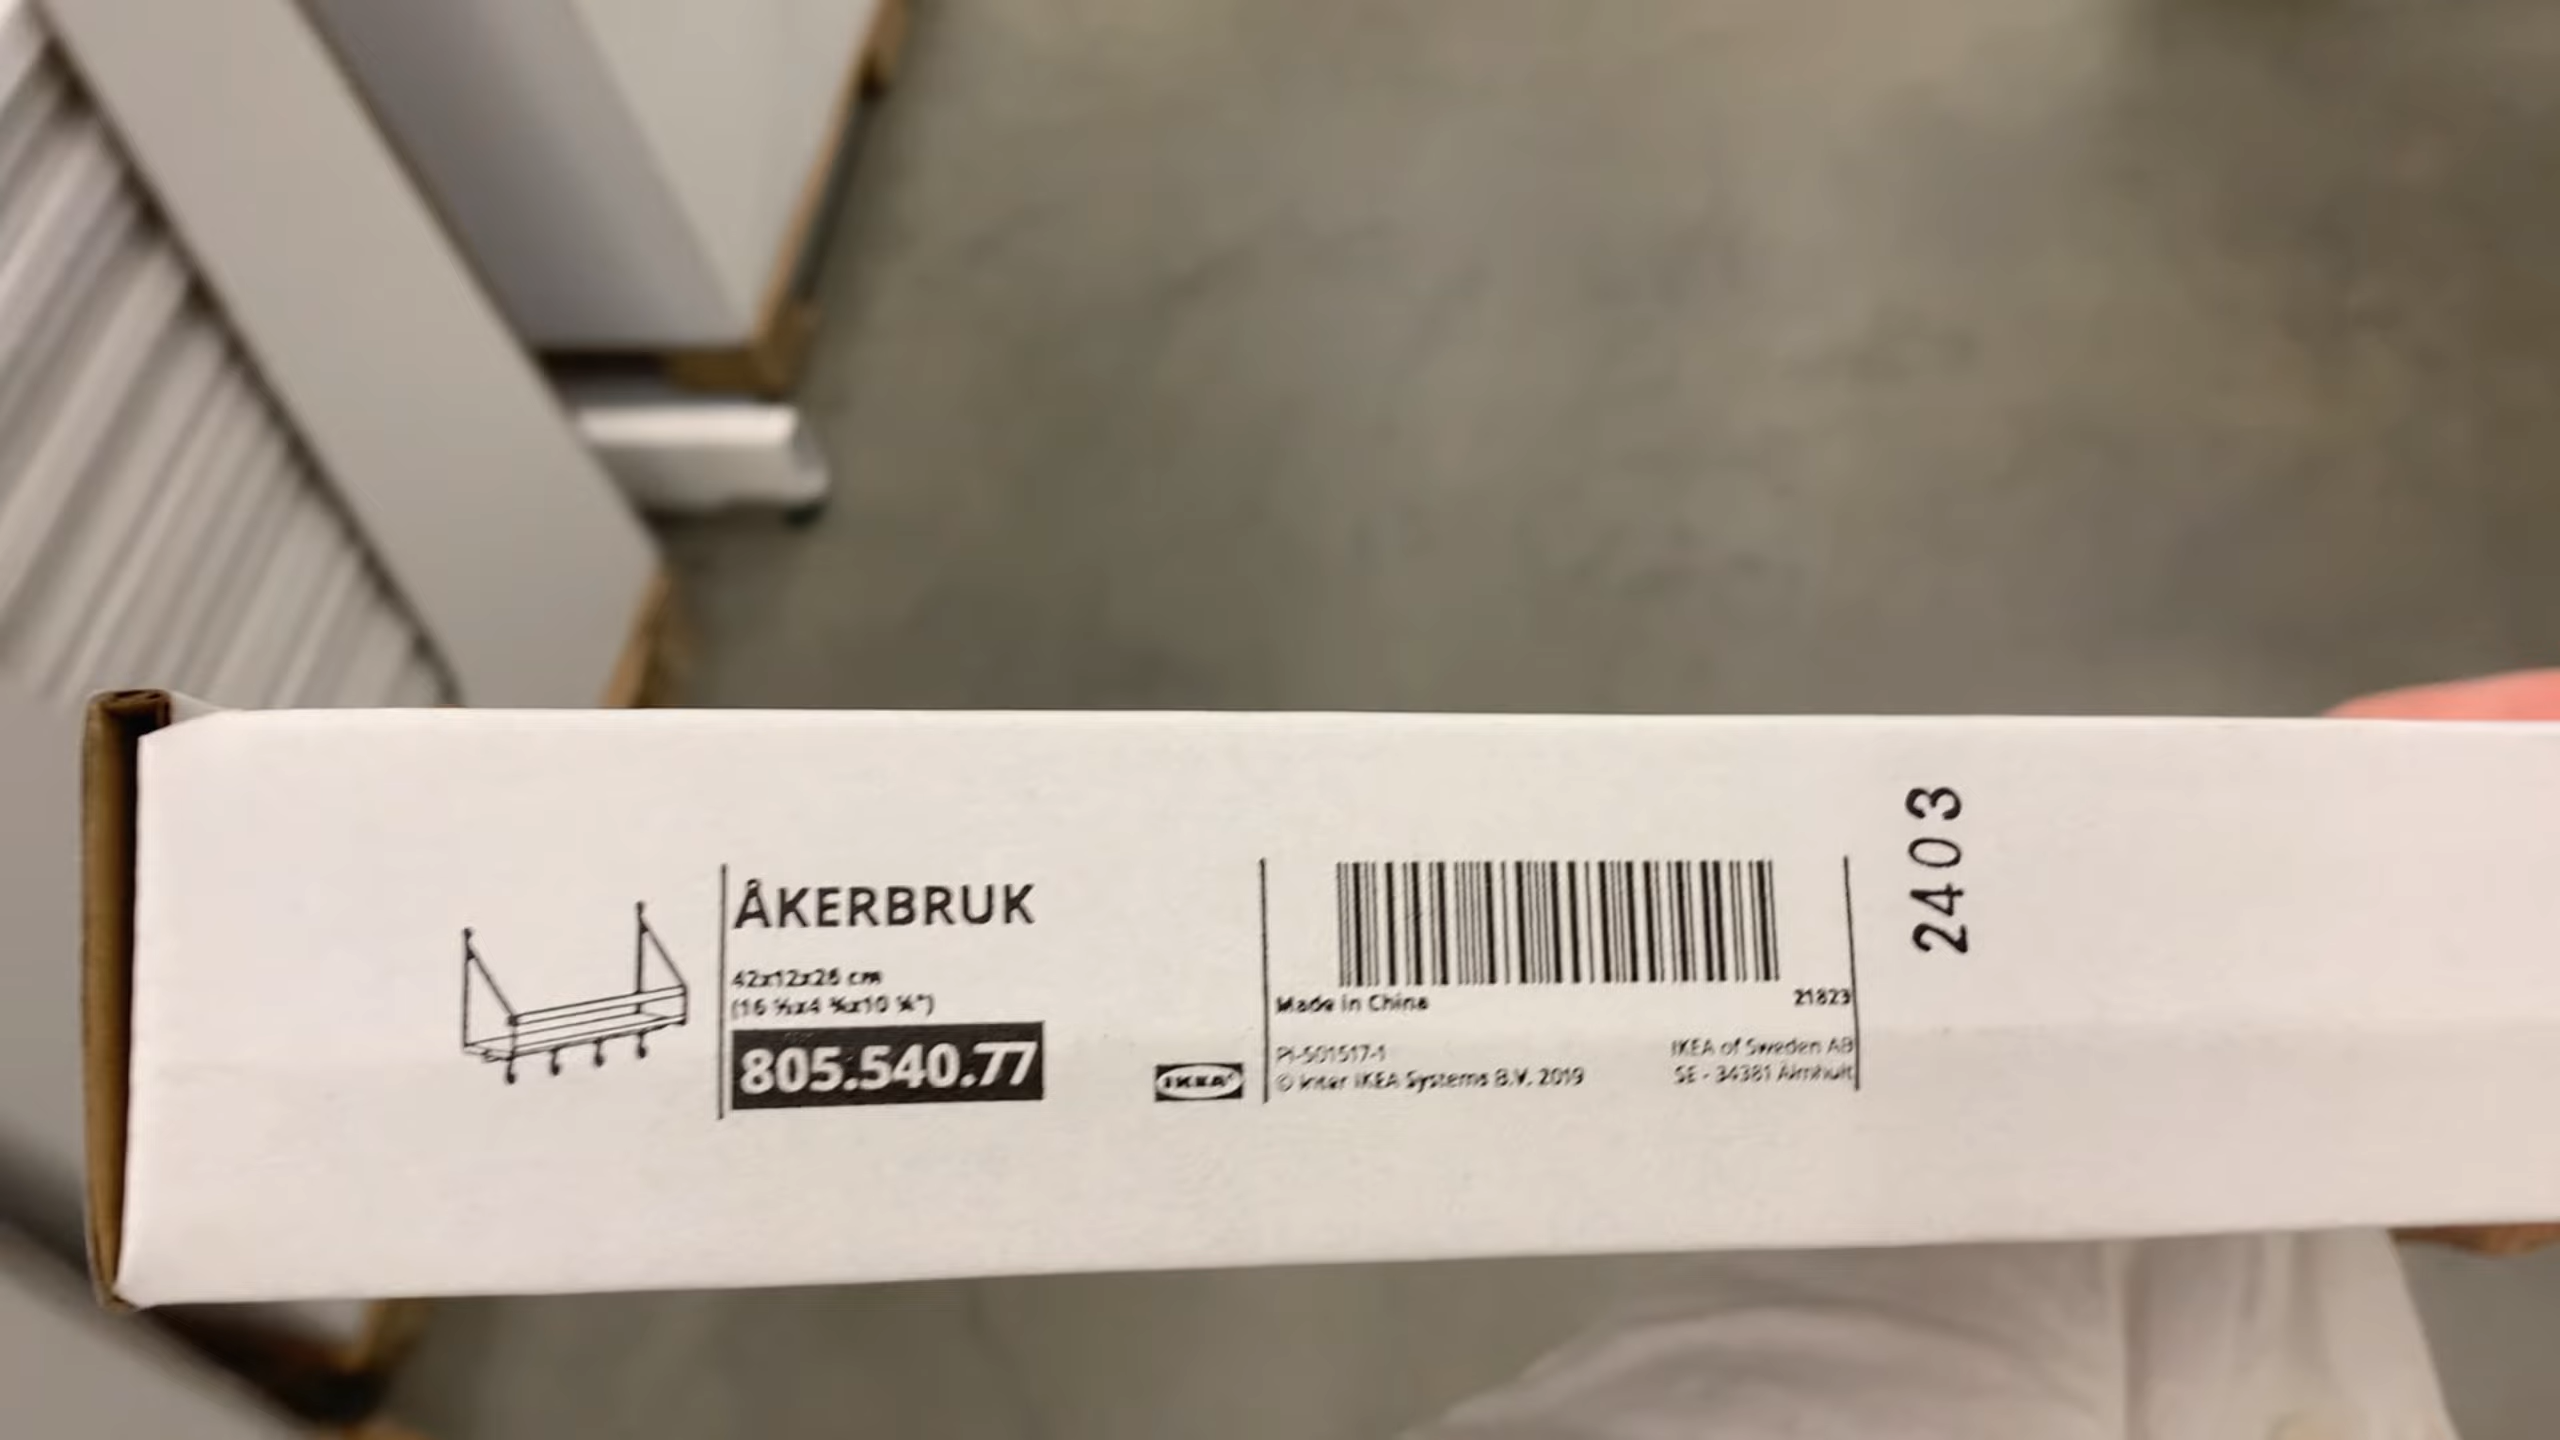 ÅKERBRUK
42x12x26 cm
(16 ½x4 ¾x10 ¼")
805.540.77
IKEA
Made in China
21823
PI-501517-1
© Inter IKEA Systems B.V. 2019
IKEA of Sweden AB
SE - 34381 Älmhult
2403